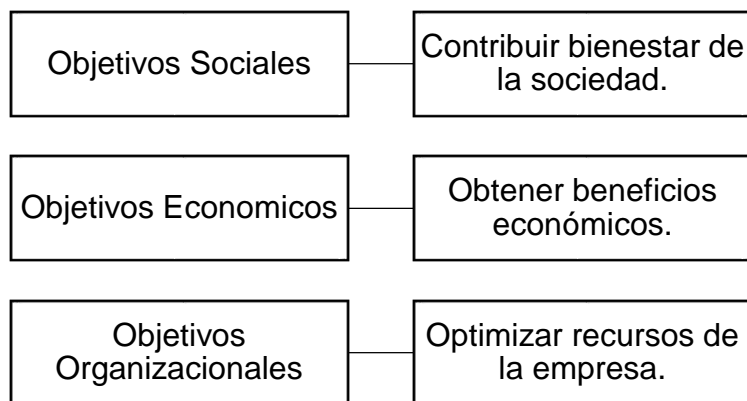 Objetivos Sociales
Contribuir bienestar de
la sociedad.
Objetivos Economicos
Obtener beneficios
económicos.
Objetivos
Organizacionales
Optimizar recursos de
la empresa.